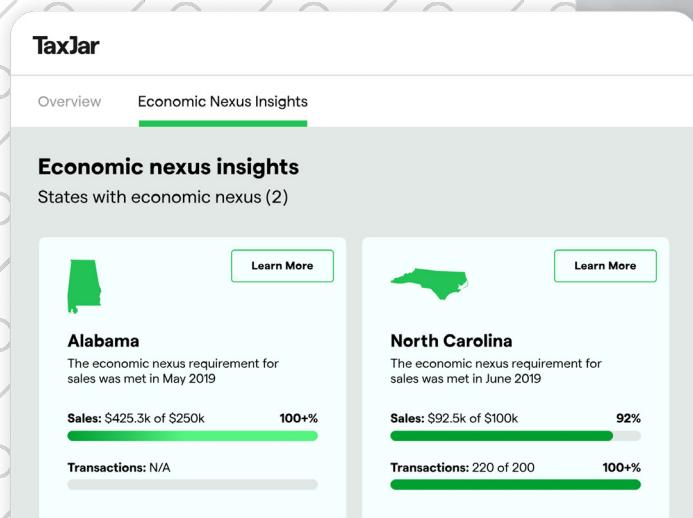 TaxJar
Overview
Economic Nexus Insights
Economic nexus insights
States with economic nexus (2)
Learn More
Alabama
The economic nexus requirement for
sales was met in May 2019
Sales: $425.3k of $250k 100+%
Transactions: N/A
Learn More
North Carolina
The economic nexus requirement for
sales was met in June 2019
Sales: $92.5k of $100k 92%
Transactions: 220 of 200 100+%